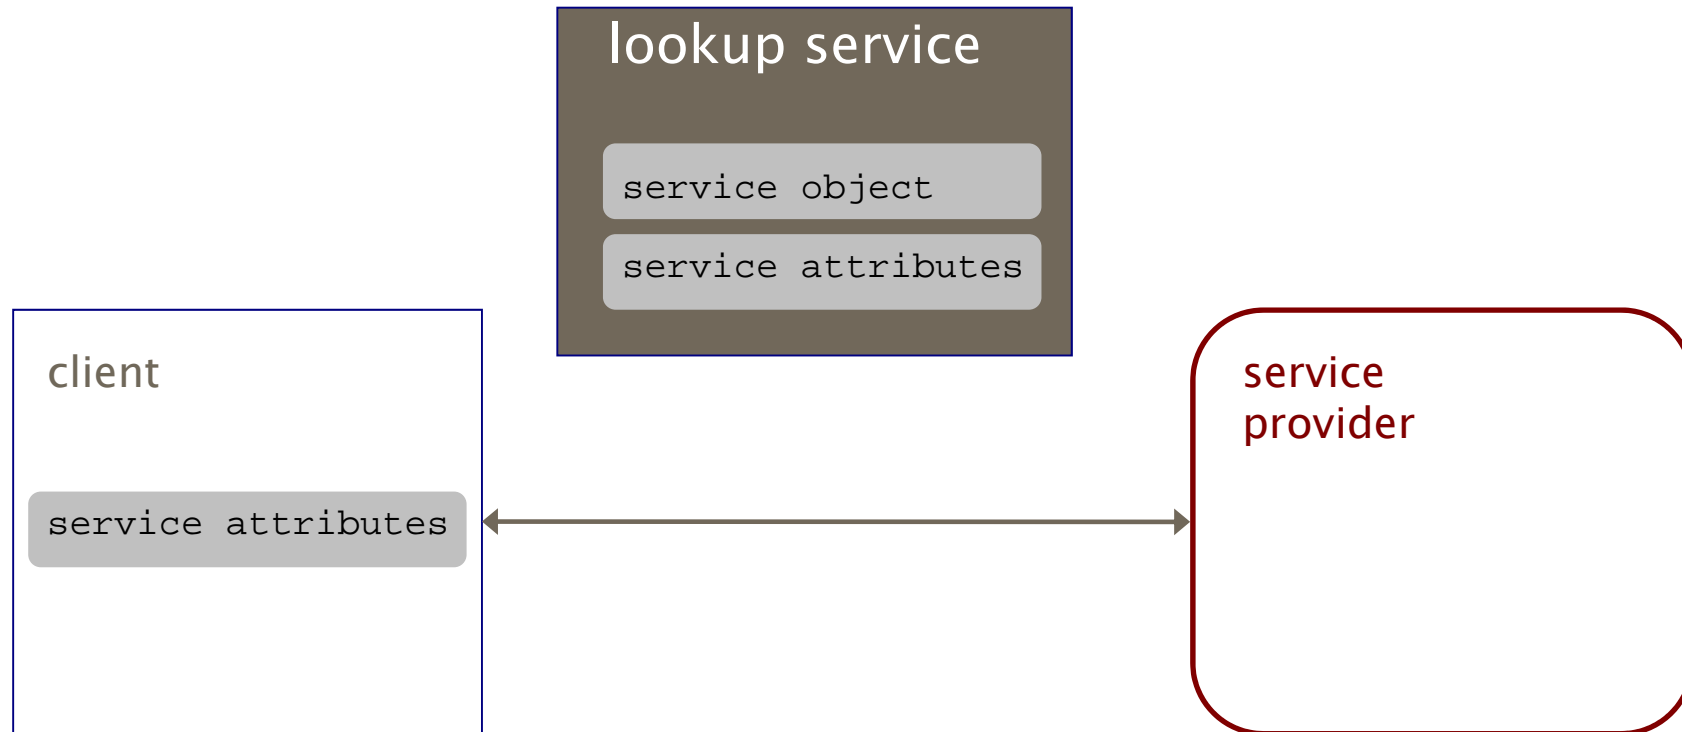 lookup service
service object
service attributes
client
service attributes
service
provider